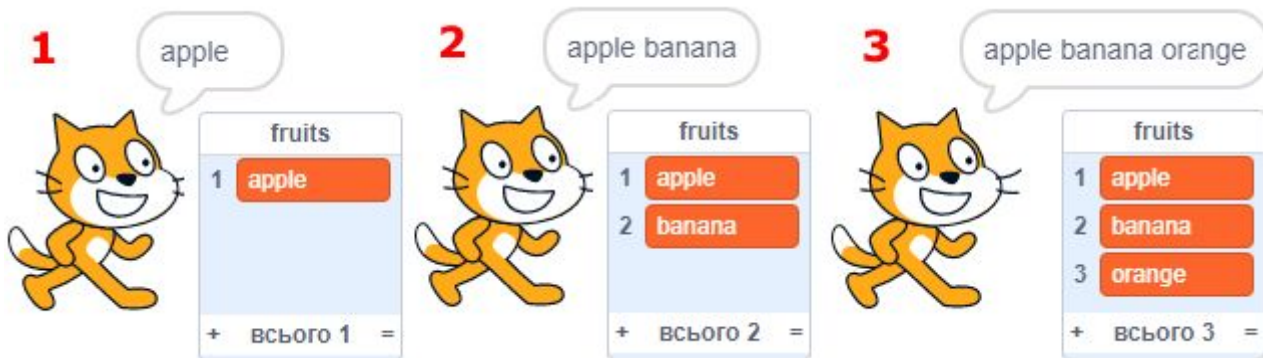 1
apple
fruits
1 apple
+ всього 1 =
2
apple banana
fruits
1 apple
2 banana
+ всього 2 =
3
apple banana orange
fruits
1 apple
2 banana
3 orange
+ всього 3 =